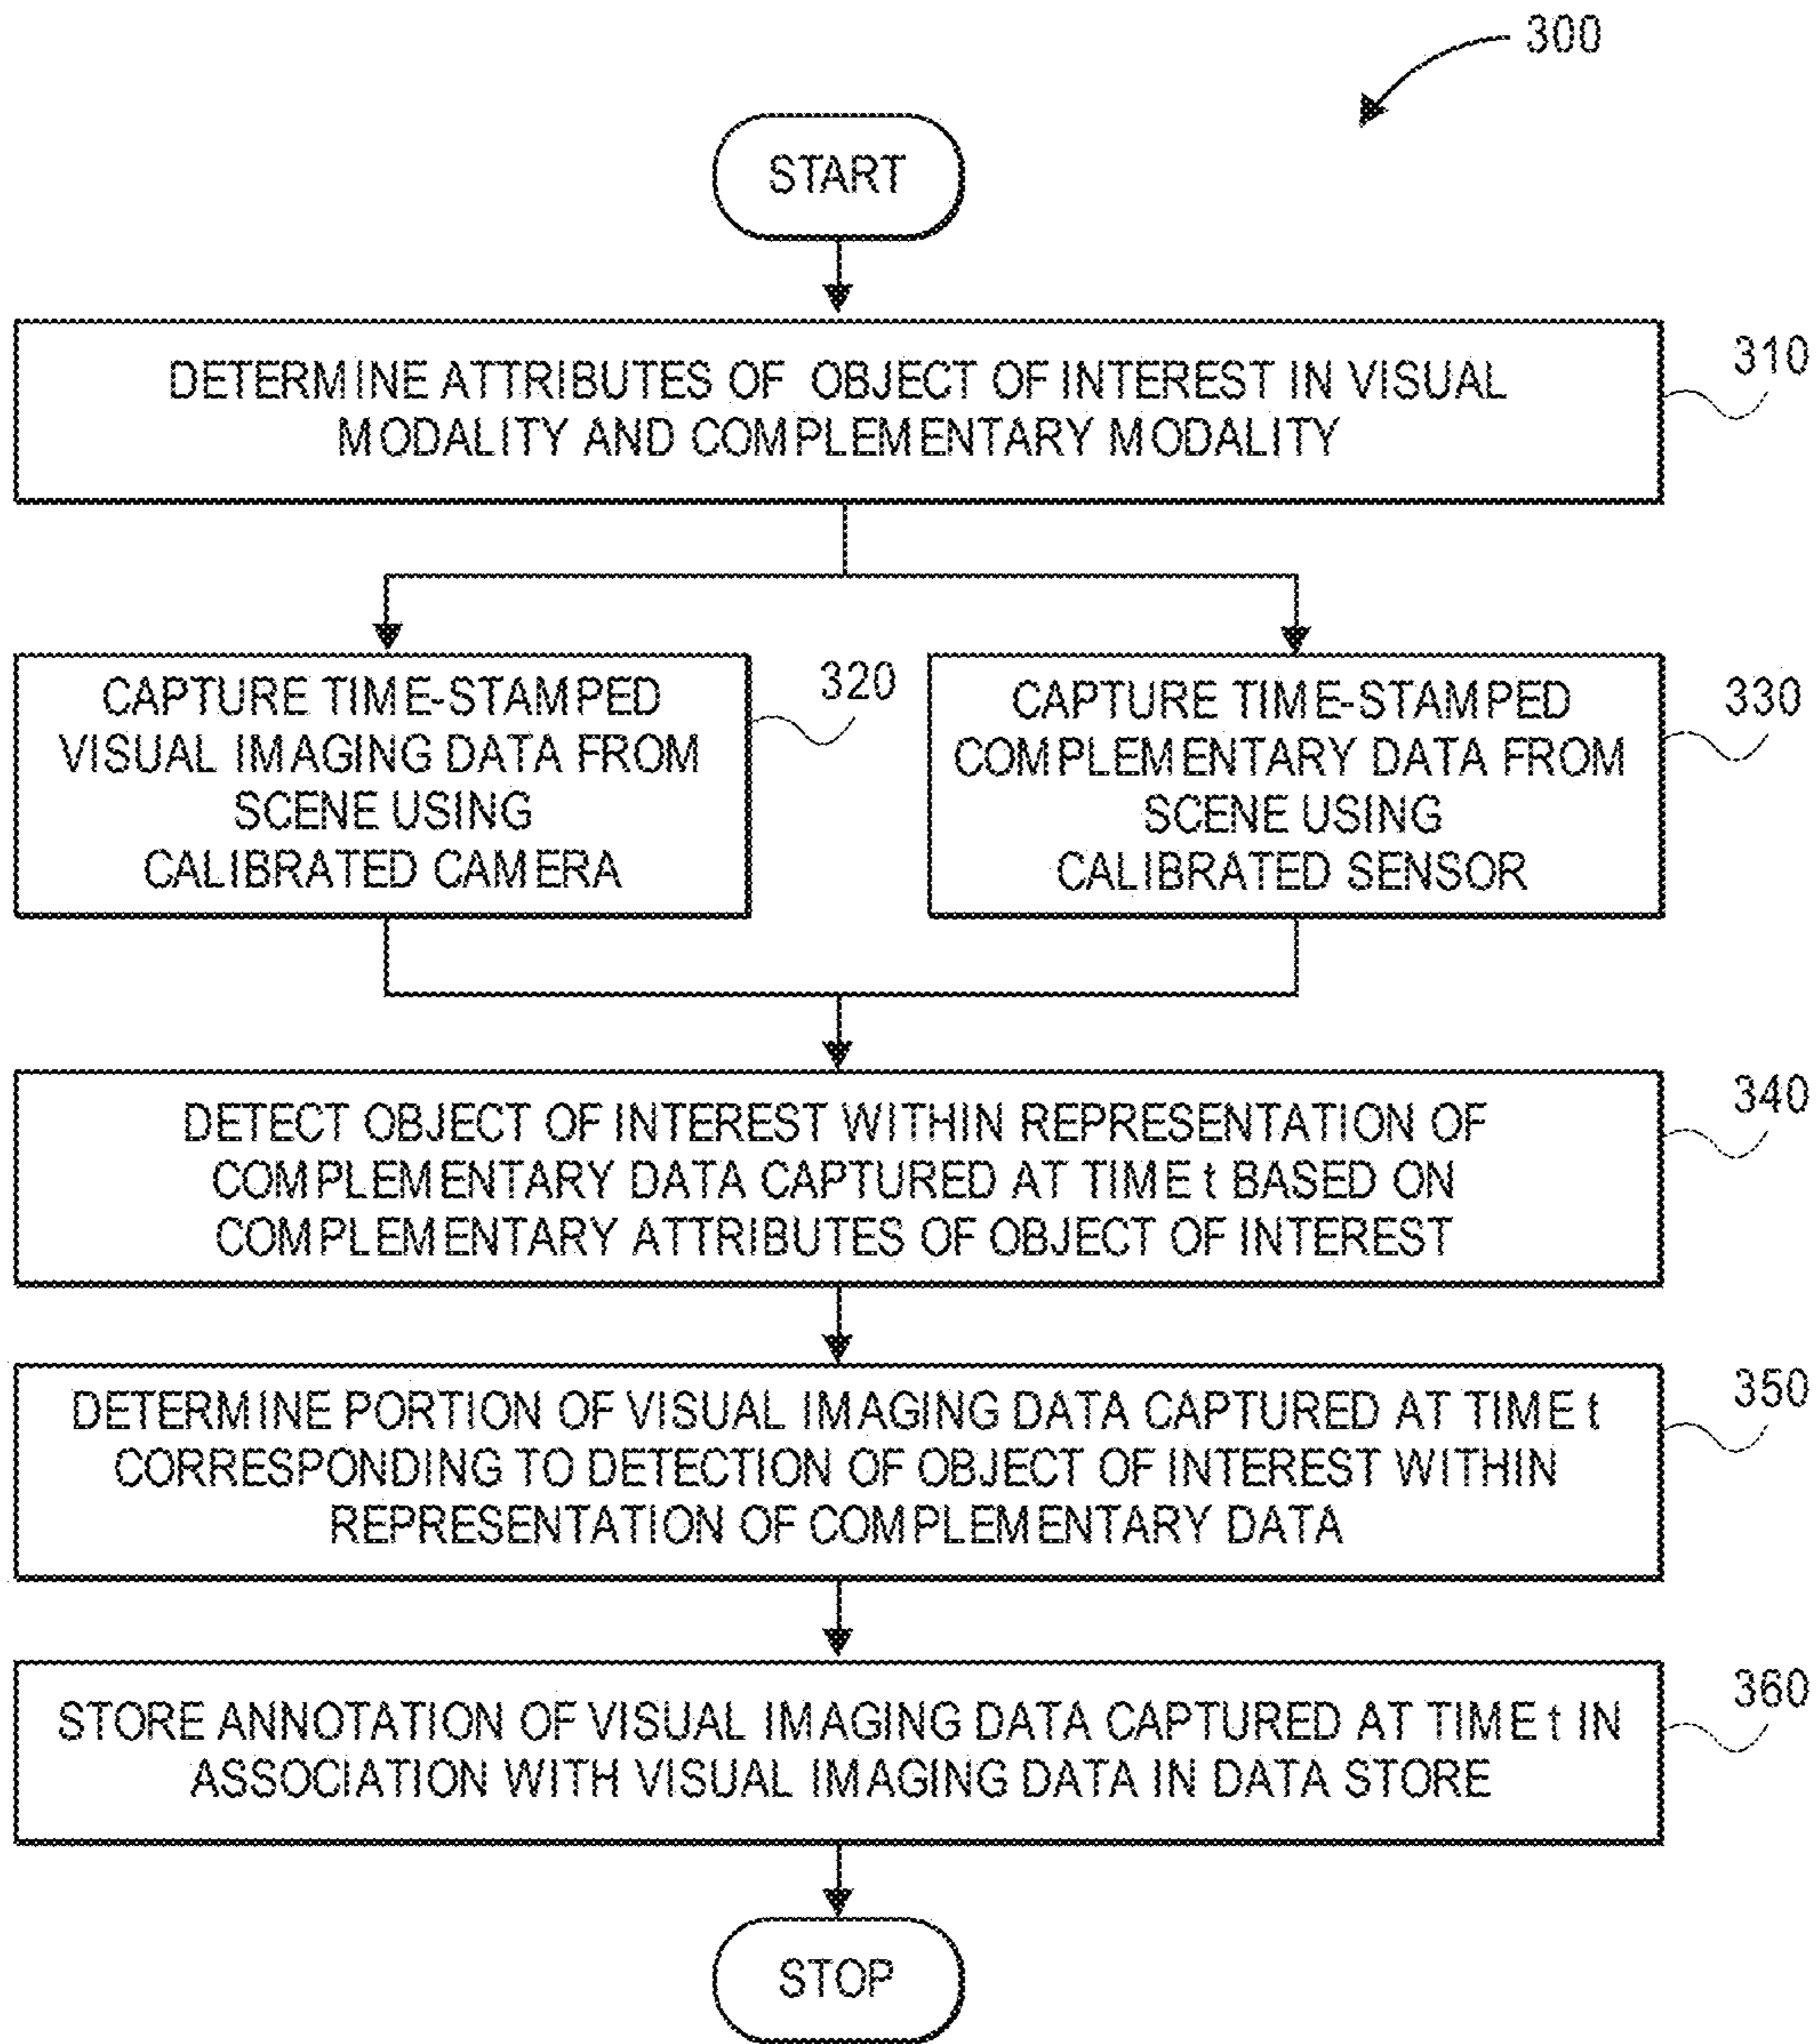 300
START
DETERMINE ATTRIBUTES OF OBJECT OF INTEREST IN VISUAL
MODALITY AND COMPLEMENTARY MODALITY
310
CAPTURE TIME-STAMPED
VISUAL IMAGING DATA FROM
SCENE USING
CALIBRATED CAMERA
320
CAPTURE TIME-STAMPED
COMPLEMENTARY DATA FROM
SCENE USING
CALIBRATED SENSOR
330
DETECT OBJECT OF INTEREST WITHIN REPRESENTATION OF
COMPLEMENTARY DATA CAPTURED AT TIME t BASED ON
COMPLEMENTARY ATTRIBUTES OF OBJECT OF INTEREST
340
DETERMINE PORTION OF VISUAL IMAGING DATA CAPTURED AT TIME t
CORRESPONDING TO DETECTION OF OBJECT OF INTEREST WITHIN
REPRESENTATION OF COMPLEMENTARY DATA
350
STORE ANNOTATION OF VISUAL IMAGING DATA CAPTURED AT TIME t IN
ASSOCIATION WITH VISUAL IMAGING DATA IN DATA STORE
360
STOP